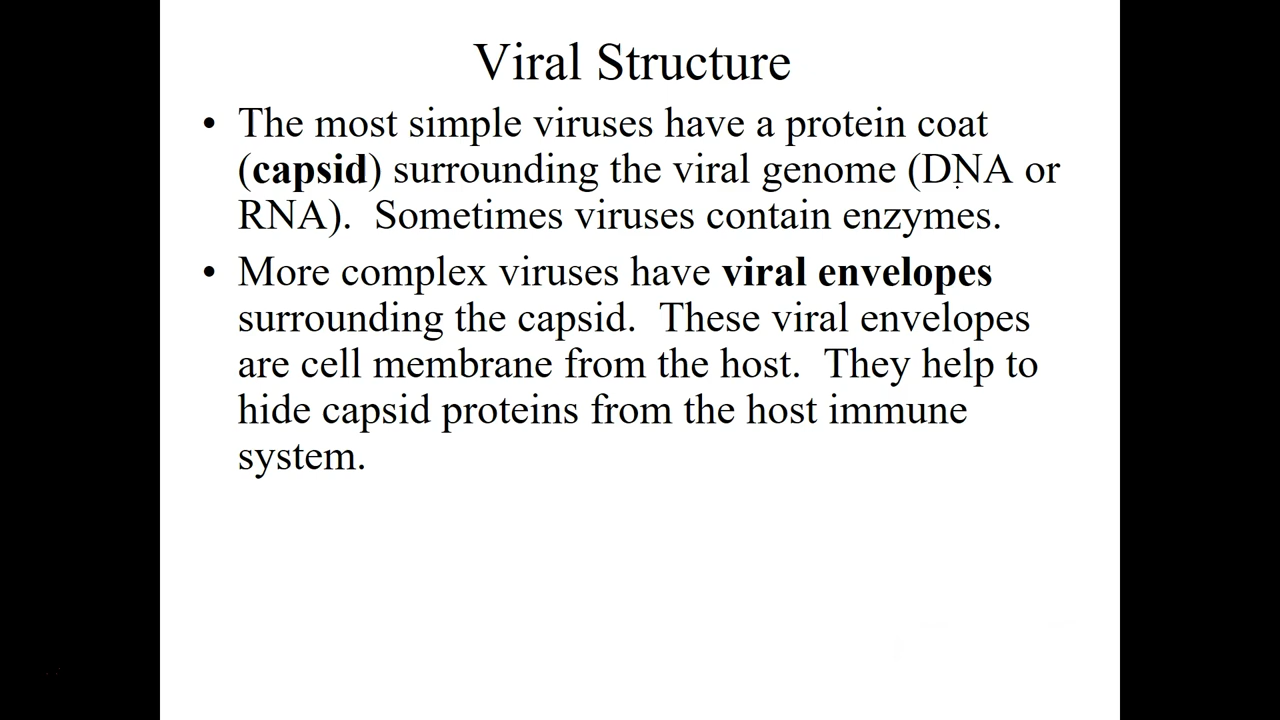 Viral Structure
• The most simple viruses have a protein coat
(capsid) surrounding the viral genome (DNA or
RNA).  Sometimes viruses contain enzymes.
• More complex viruses have viral envelopes
surrounding the capsid.  These viral envelopes
are cell membrane from the host.  They help to
hide capsid proteins from the host immune
system.